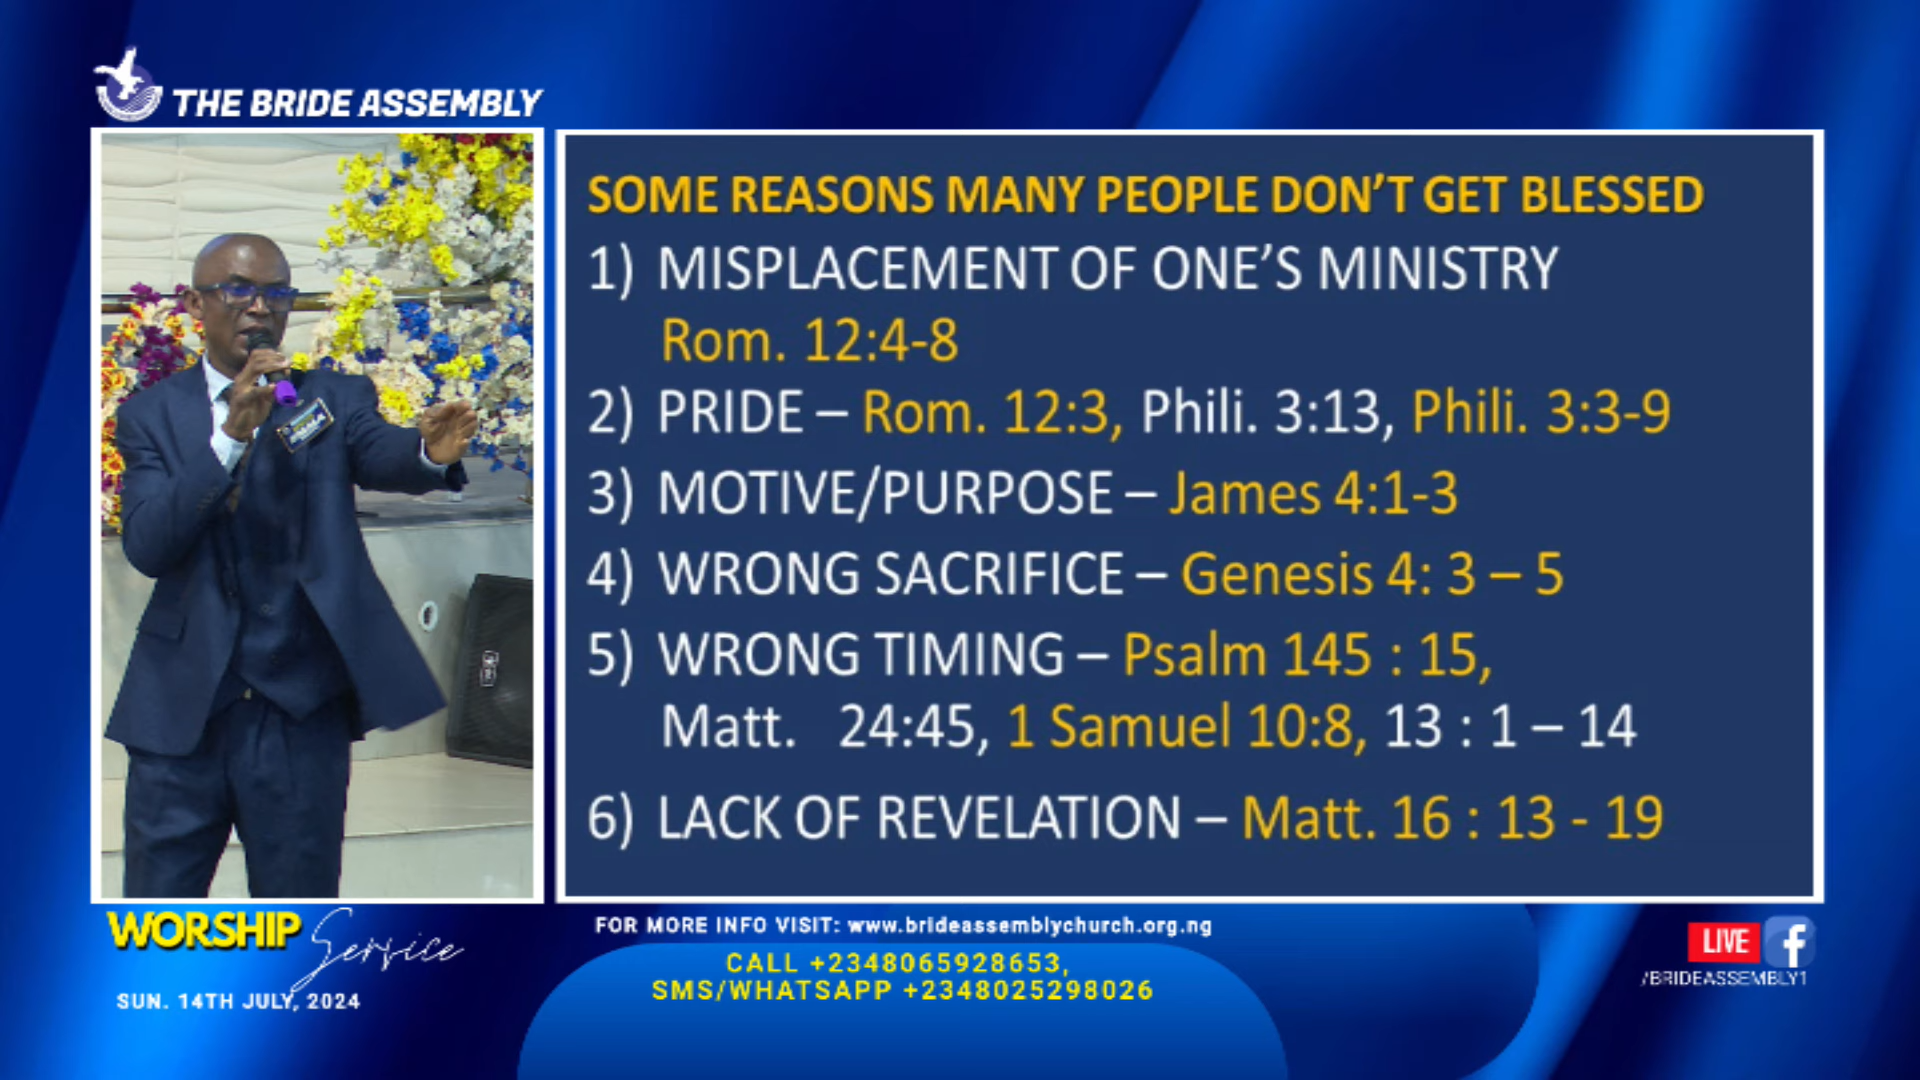 THE BRIDE ASSEMBLY
SOME REASONS MANY PEOPLE DON'T GET BLESSED
1) MISPLACEMENT OF ONE'S MINISTRY
Rom. 12:4-8
2) PRIDE – Rom. 12:3, Phili. 3:13, Phili. 3:3-9
3) MOTIVE/PURPOSE – James 4:1-3
4) WRONG SACRIFICE – Genesis 4: 3 – 5
5) WRONG TIMING – Psalm 145 : 15,
Matt. 24:45, 1 Samuel 10:8, 13 : 1 – 14
6) LACK OF REVELATION – Matt. 16 : 13 - 19
WORSHIP Service
SUN. 14TH JULY, 2024
FOR MORE INFO VISIT: www.brideassemblychurch.org.ng
CALL +2348065928653,
SMS/WHATSAPP +2348025298026
LIVE f
/BRIDEASSEMBLY1